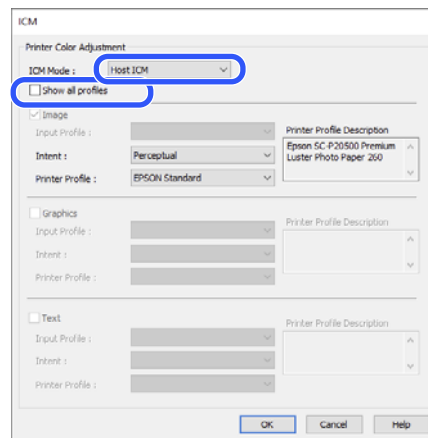 ICM
Printer Color Adjustment
ICM Mode : Host ICM
Show all profiles
Image
Input Profile :
Printer Profile Description
Intent : Perceptual
Epson SC-P20500 Premium
Luster Photo Paper 260
Printer Profile : EPSON Standard
Graphics
Input Profile :
Printer Profile Description
Intent :
Printer Profile :
Text
Input Profile :
Printer Profile Description
Intent :
Printer Profile :
OK Cancel Help